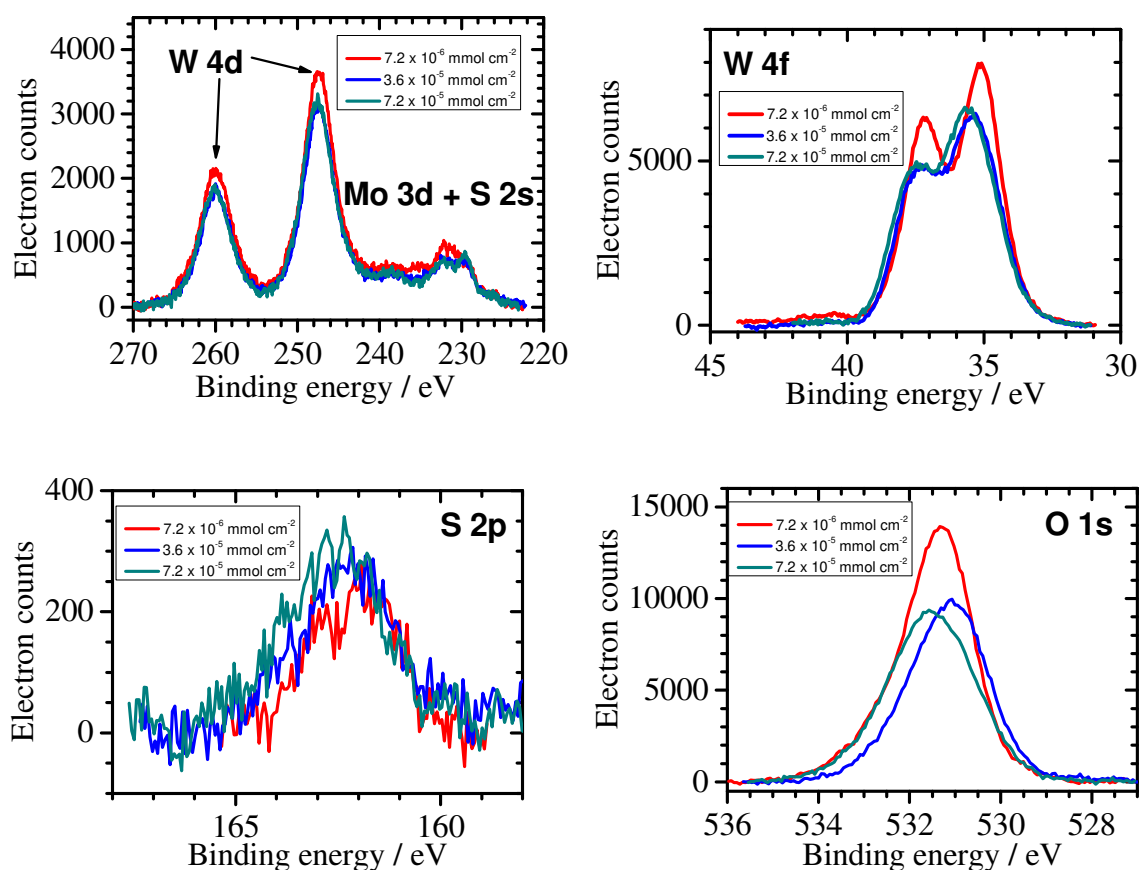 W 4d
7.2 x 10⁻⁶ mmol cm⁻²
3.6 x 10⁻⁵ mmol cm⁻²
7.2 x 10⁻⁵ mmol cm⁻²
Mo 3d + S 2s
Electron counts
4000
3000
2000
1000
0
270 260 250 240 230 220
Binding energy / eV
W 4f
7.2 x 10⁻⁶ mmol cm⁻²
3.6 x 10⁻⁵ mmol cm⁻²
7.2 x 10⁻⁵ mmol cm⁻²
Electron counts
5000
0
45 40 35 30
Binding energy / eV
S 2p
7.2 x 10⁻⁶ mmol cm⁻²
3.6 x 10⁻⁵ mmol cm⁻²
7.2 x 10⁻⁵ mmol cm⁻²
Electron counts
400
200
0
165 160
Binding energy / eV
O 1s
7.2 x 10⁻⁶ mmol cm⁻²
3.6 x 10⁻⁵ mmol cm⁻²
7.2 x 10⁻⁵ mmol cm⁻²
Electron counts
15000
10000
5000
0
536 534 532 530 528
Binding energy / eV